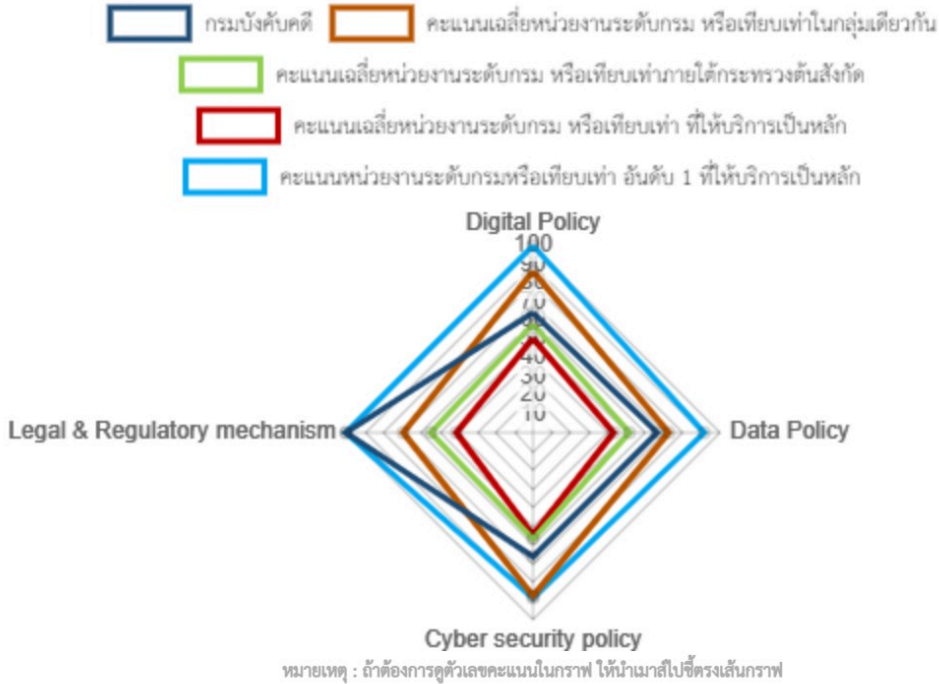 กรมบังคับคดี คะแนนเฉลี่ยหน่วยงานระดับกรม หรือเทียบเท่าในกลุ่มเดียวกัน
คะแนนเฉลี่ยหน่วยงานระดับกรม หรือเทียบเท่าภายใต้กระทรวงต้นสังกัด
คะแนนเฉลี่ยหน่วยงานระดับกรม หรือเทียบเท่า ที่ให้บริการเป็นหลัก
คะแนนหน่วยงานระดับกรมหรือเทียบเท่า อันดับ 1 ที่ให้บริการเป็นหลัก
Digital Policy
100
90
80
70
60
50
40
30
20
10
Legal & Regulatory mechanism
Data Policy
Cyber security policy
หมายเหตุ : ถ้าต้องการดูตัวเลขคะแนนในกราฟ ให้นำเมาส์ไปชี้ตรงเส้นกราฟ